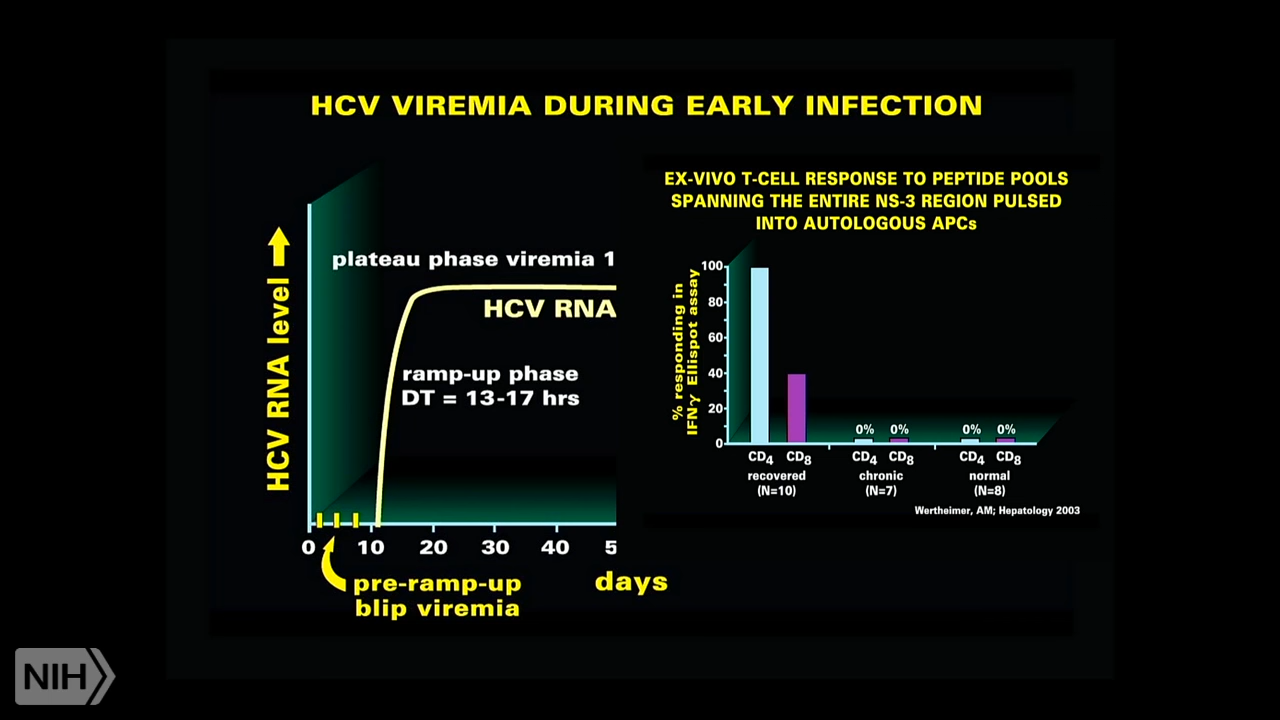 HCV VIREMIA DURING EARLY INFECTION
HCV RNA level
plateau phase viremia 1
HCV RNA
ramp-up phase
DT = 13-17 hrs
0 10 20 30 40 5
days
pre-ramp-up
blip viremia
EX-VIVO T-CELL RESPONSE TO PEPTIDE POOLS
SPANNING THE ENTIRE NS-3 REGION PULSED
INTO AUTOLOGOUS APCs
% responding in
IFNγ Ellispot assay
100
80
60
40
20
0
0% 0% 0% 0%
CD4 CD8 CD4 CD8 CD4 CD8
recovered chronic normal
(N=10) (N=7) (N=8)
Wertheimer, AM; Hepatology 2003
NIH